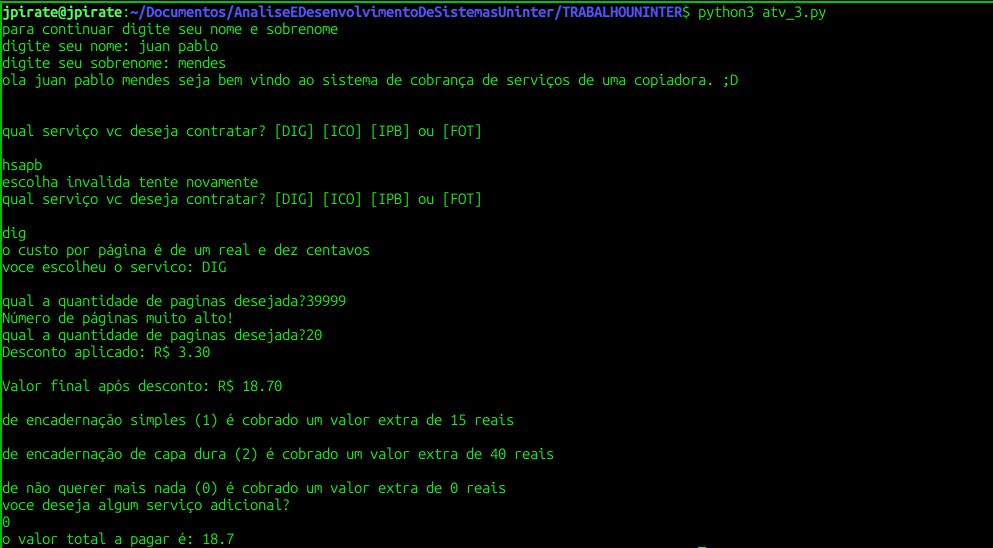 jpirate@jpirate:~/Documentos/AnaliseEDesenvolvimentoDeSistemasUninter/TRABALHOUNINTER$ python3 atv_3.py
para continuar digite seu nome e sobrenome
digite seu nome: juan pablo
digite seu sobrenome: mendes
ola juan pablo mendes seja bem vindo ao sistema de cobrança de serviços de uma copiadora. ;D
qual serviço vc deseja contratar? [DIG] [ICO] [IPB] ou [FOT]
hsapb
escolha invalida tente novamente
qual serviço vc deseja contratar? [DIG] [ICO] [IPB] ou [FOT]
dig
o custo por página é de um real e dez centavos
voce escolheu o servico: DIG
qual a quantidade de paginas desejada?39999
Número de páginas muito alto!
qual a quantidade de paginas desejada?20
Desconto aplicado: R$ 3.30
Valor final após desconto: R$ 18.70
de encadernação simples (1) é cobrado um valor extra de 15 reais
de encadernação de capa dura (2) é cobrado um valor extra de 40 reais
de não querer mais nada (0) é cobrado um valor extra de 0 reais
voce deseja algum serviço adicional?
0
o valor total a pagar é: 18.7